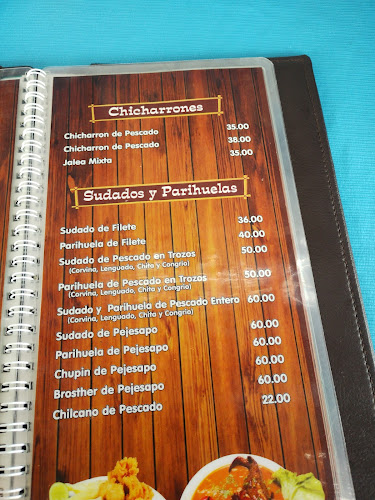 Chicharrones
Chicharron de Pescado 35.00
Chicharron de Pescado 38.00
Jalea Mixta 35.00
Sudados y Parihuelas
Sudado de Filete 36.00
Parihuela de Filete 40.00
Sudado de Pescado en Trozos 50.00
(Corvina, Lenguado, Chita y Congrio)
Parihuela de Pescado en Trozos 50.00
(Corvina, Lenguado, Chita y Congrio)
Sudado y Parihuela de Pescado Entero 60.00
(Corvina, Lenguado, Chita y Congrio)
Sudado de Pejesapo 60.00
Parihuela de Pejesapo 60.00
Chupin de Pejesapo 60.00
Brosther de Pejesapo 60.00
Chilcano de Pescado 22.00